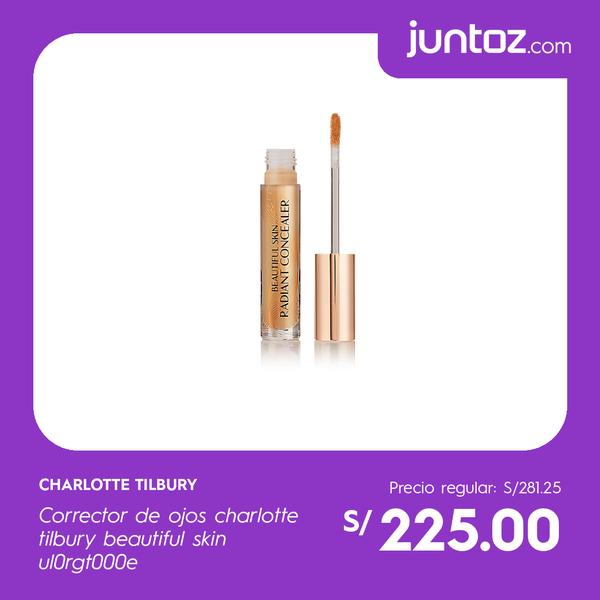 juntoz.com
BEAUTIFUL SKIN
RADIANT CONCEALER
CHARLOTTE TILBURY
Corrector de ojos charlotte
tilbury beautiful skin
ul0rgt000e
Precio regular: S/281.25
S/ 225.00